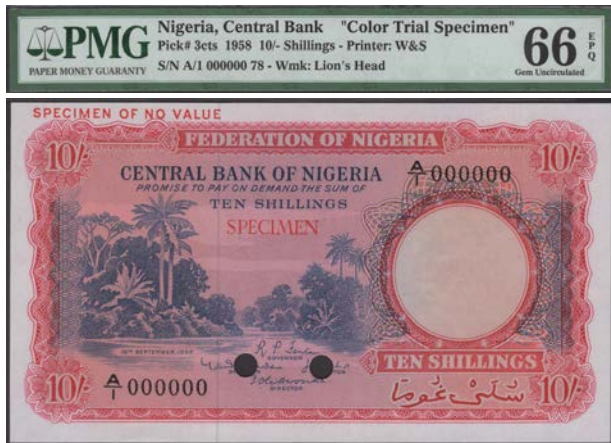 PMG
PAPER MONEY GUARANTY
Nigeria, Central Bank "Color Trial Specimen"
Pick# 3cts 1958 10/- Shillings - Printer: W&S
S/N A/1 000000 78 - Wmk: Lion's Head
66 EPQ
Gem Uncirculated
SPECIMEN OF NO VALUE
10/- FEDERATION OF NIGERIA 10/-
CENTRAL BANK OF NIGERIA
A/1 000000
PROMISE TO PAY ON DEMAND THE SUM OF
TEN SHILLINGS
SPECIMEN
15TH SEPTEMBER, 1958
GOVERNOR
DIRECTOR
TEN SHILLINGS
10/- A/1 000000
10/-